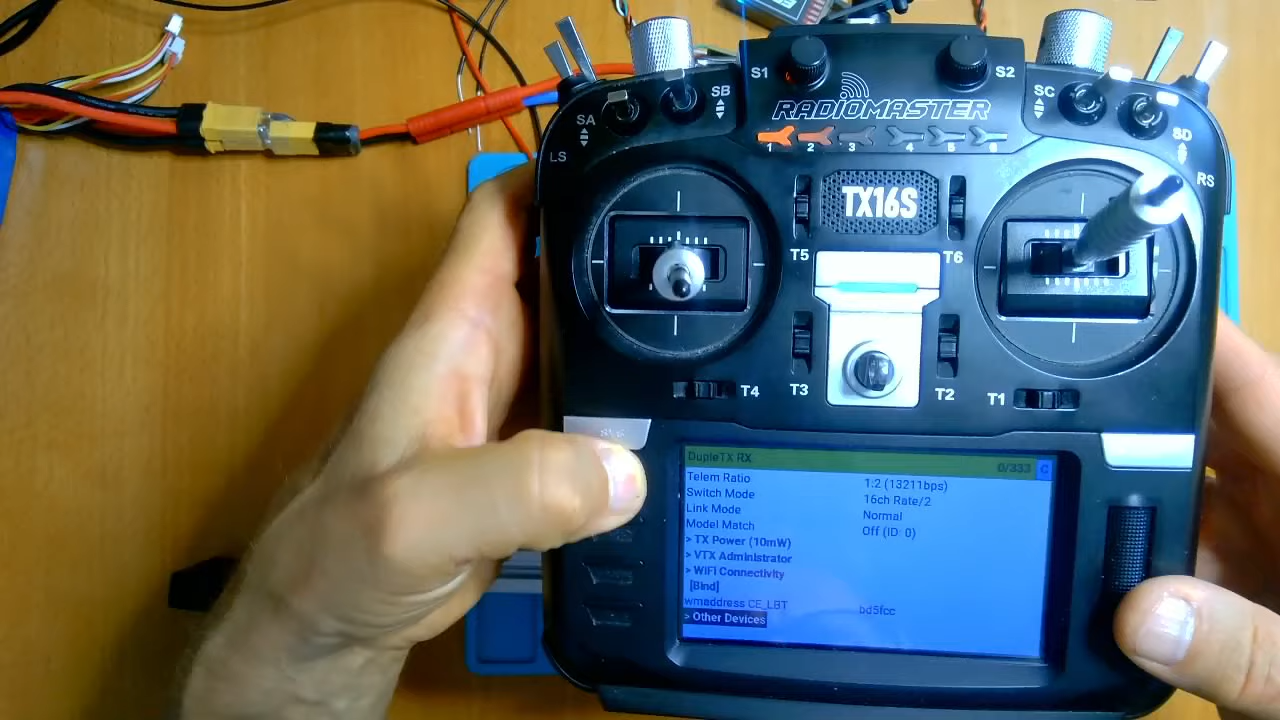 S1
S2
RADIOMASTER
SA
SB
SC
SD
LS
RS
1 2 3 4 5 6
TX16S
T5
T6
T3
T2
T4
T1
SYS
DupleTX RX 0/333 C
Telem Ratio 1:2 (13211bps)
Switch Mode 16ch Rate/2
Link Mode Normal
Model Match Off (ID: 0)
> TX Power (10mW)
> VTX Administrator
> WiFi Connectivity
[Bind]
wmaddress CE_LBT bd5fcc
> Other Devices